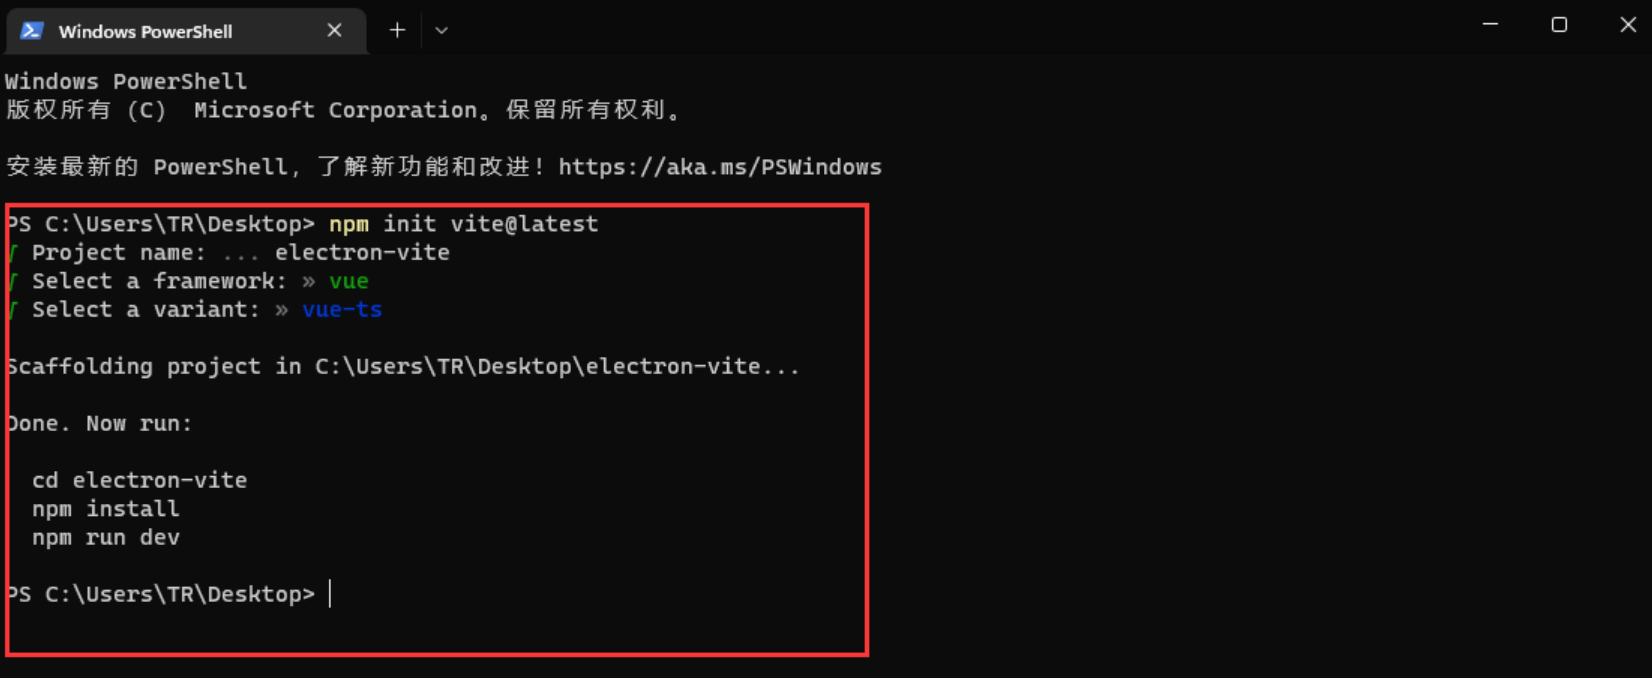 Windows PowerShell
Windows PowerShell
版权所有 (C)  Microsoft Corporation。保留所有权利。
安装最新的 PowerShell，了解新功能和改进！https://aka.ms/PSWindows
PS C:\Users\TR\Desktop> npm init vite@latest
√ Project name: ... electron-vite
√ Select a framework: » vue
√ Select a variant: » vue-ts
Scaffolding project in C:\Users\TR\Desktop\electron-vite...
Done. Now run:
cd electron-vite
npm install
npm run dev
PS C:\Users\TR\Desktop>